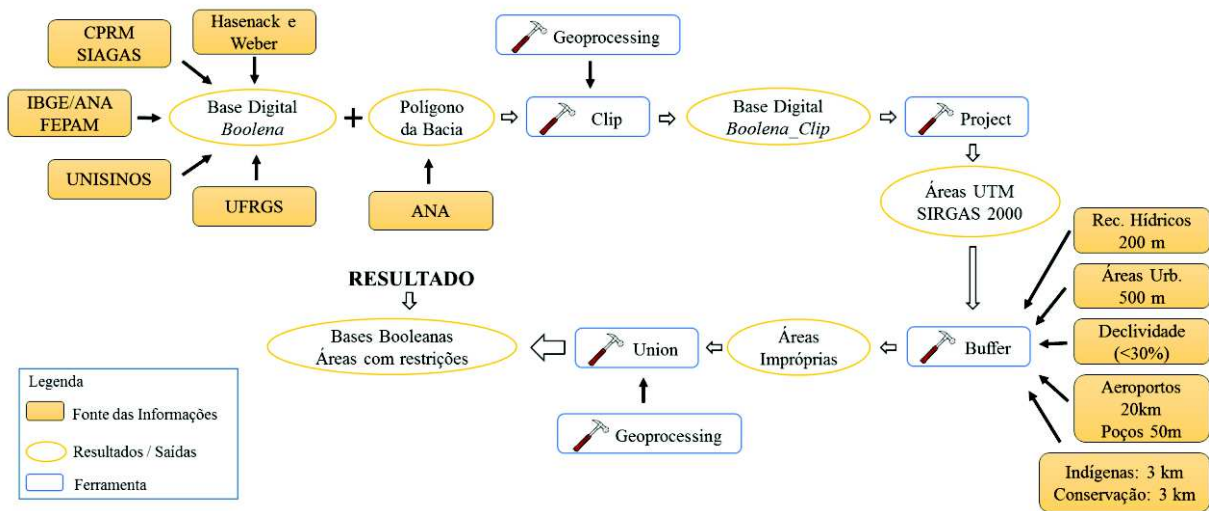 CPRM
SIAGAS
Hasenack e
Weber
IBGE/ANA
FEPAM
UNISINOS
UFRGS
Base Digital
Boolena
+
Polígono
da Bacia
ANA
Geoprocessing
Clip
Base Digital
Boolena_Clip
Project
Áreas UTM
SIRGAS 2000
Rec. Hídricos
200 m
Áreas Urb.
500 m
Declividade
(<30%)
Aeroportos
20km
Poços 50m
Indígenas: 3 km
Conservação: 3 km
Buffer
Áreas
Impróprias
Union
Geoprocessing
RESULTADO
Bases Booleanas
Áreas com restrições
Legenda
Fonte das Informações
Resultados / Saídas
Ferramenta